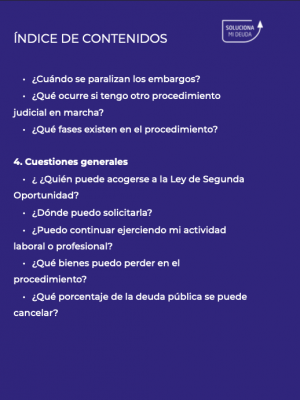 ÍNDICE DE CONTENIDOS
SOLUCIONA
MI DEUDA
• ¿Cuándo se paralizan los embargos?
• ¿Qué ocurre si tengo otro procedimiento
judicial en marcha?
• ¿Qué fases existen en el procedimiento?
4. Cuestiones generales
• ¿ ¿Quién puede acogerse a la Ley de Segunda
Oportunidad?
• ¿Dónde puedo solicitarla?
• ¿Puedo continuar ejerciendo mi actividad
laboral o profesional?
• ¿Qué bienes puedo perder en el
procedimiento?
• ¿Qué porcentaje de la deuda pública se puede
cancelar?